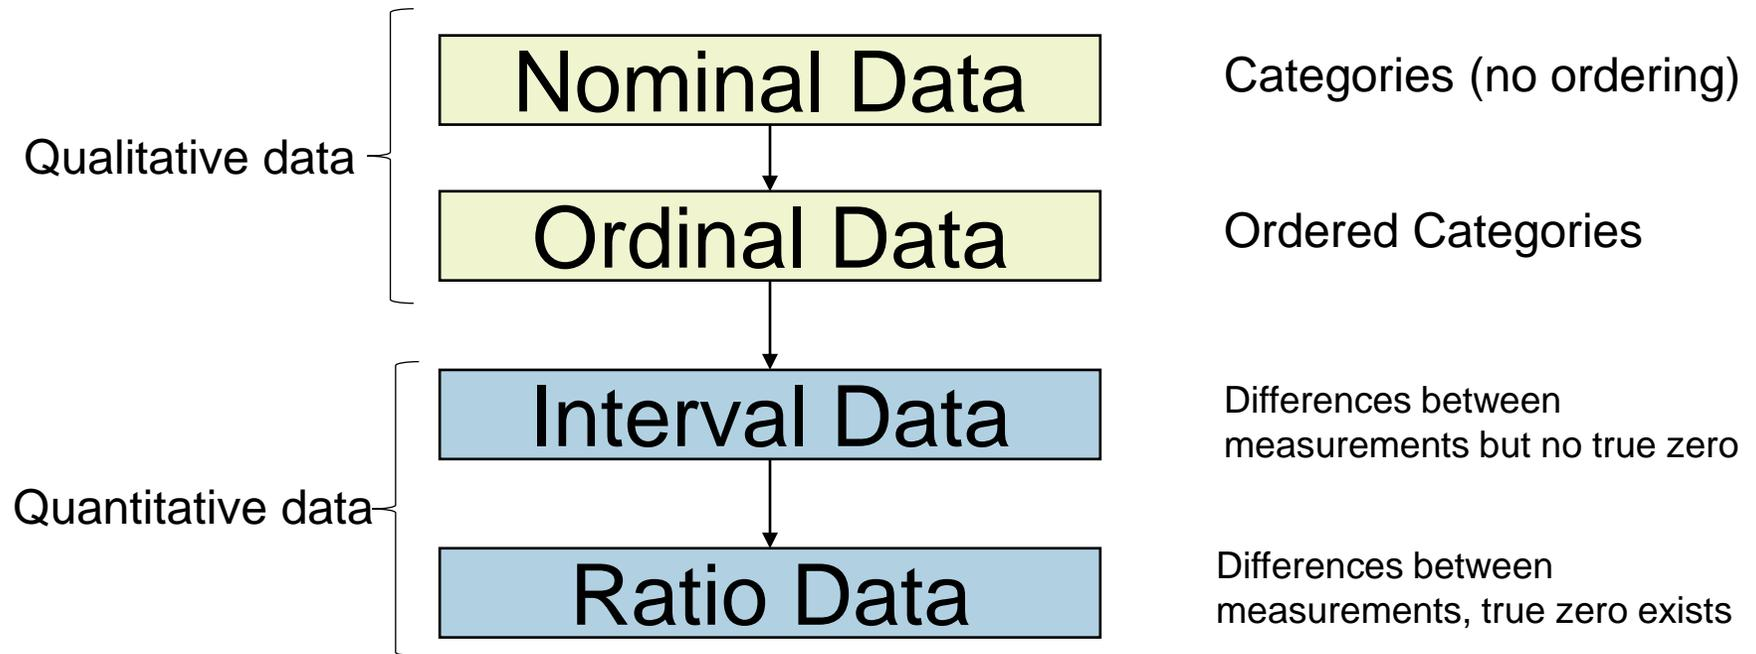 Nominal Data
Categories (no ordering)
Qualitative data
Ordinal Data
Ordered Categories
Interval Data
Differences between
measurements but no true zero
Quantitative data
Ratio Data
Differences between
measurements, true zero exists